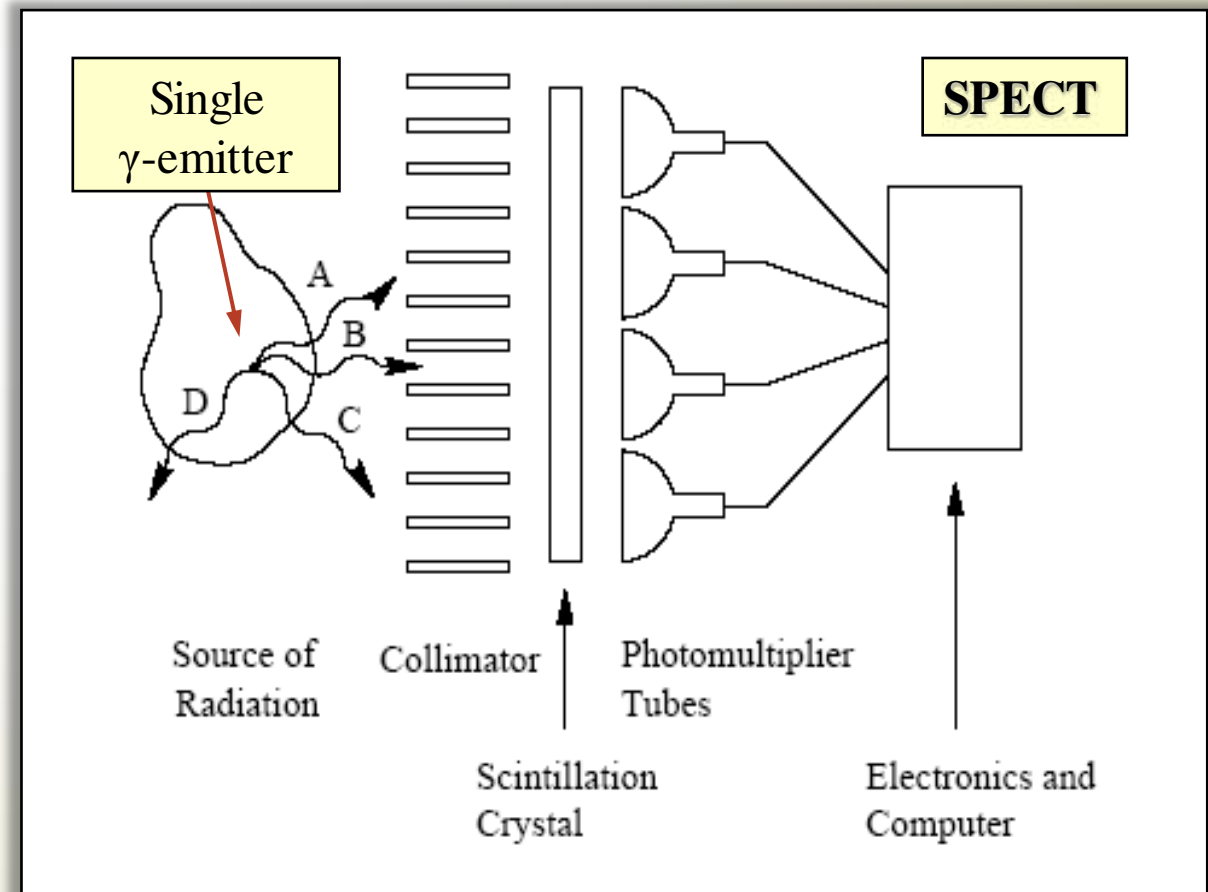 Single
γ-emitter
SPECT
A
B
D
C
Source of
Radiation
Collimator
Photomultiplier
Tubes
Scintillation
Crystal
Electronics and
Computer